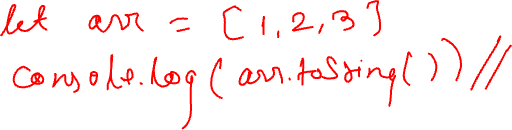 let arr = [1,2,3]
console.log(arr.toString())//